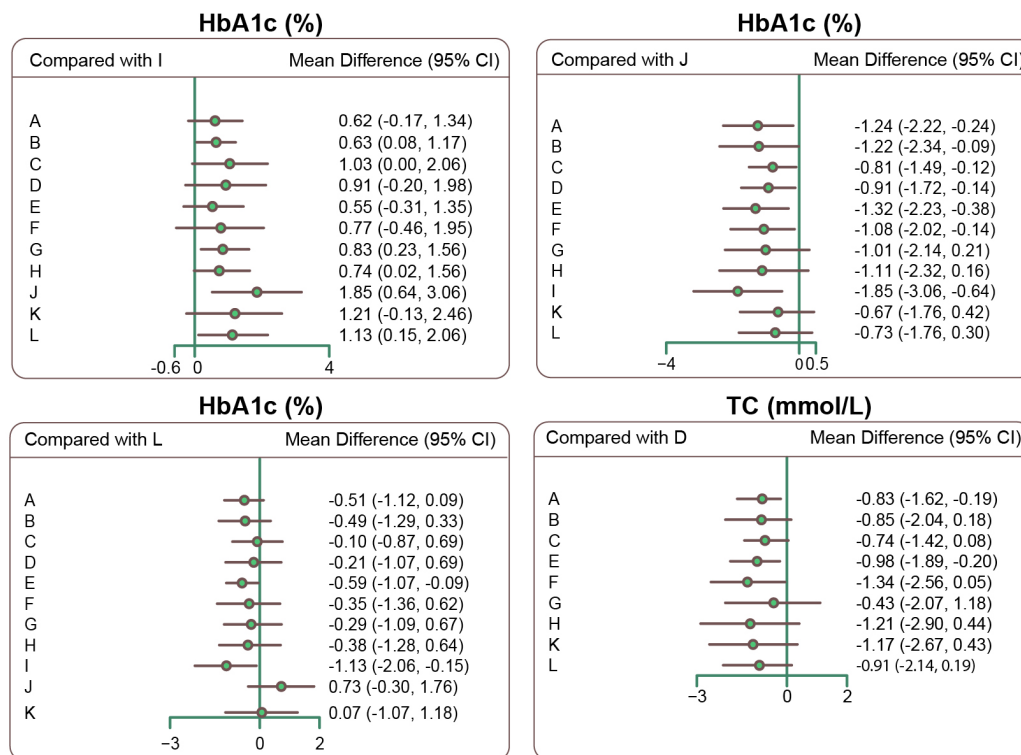 HbA1c (%)
Compared with I Mean Difference (95% CI)
A 0.62 (-0.17, 1.34)
B 0.63 (0.08, 1.17)
C 1.03 (0.00, 2.06)
D 0.91 (-0.20, 1.98)
E 0.55 (-0.31, 1.35)
F 0.77 (-0.46, 1.95)
G 0.83 (0.23, 1.56)
H 0.74 (0.02, 1.56)
J 1.85 (0.64, 3.06)
K 1.21 (-0.13, 2.46)
L 1.13 (0.15, 2.06)
-0.6 0 4
HbA1c (%)
Compared with J Mean Difference (95% CI)
A -1.24 (-2.22, -0.24)
B -1.22 (-2.34, -0.09)
C -0.81 (-1.49, -0.12)
D -0.91 (-1.72, -0.14)
E -1.32 (-2.23, -0.38)
F -1.08 (-2.02, -0.14)
G -1.01 (-2.14, 0.21)
H -1.11 (-2.32, 0.16)
I -1.85 (-3.06, -0.64)
K -0.67 (-1.76, 0.42)
L -0.73 (-1.76, 0.30)
−4 0 0.5
HbA1c (%)
Compared with L Mean Difference (95% CI)
A -0.51 (-1.12, 0.09)
B -0.49 (-1.29, 0.33)
C -0.10 (-0.87, 0.69)
D -0.21 (-1.07, 0.69)
E -0.59 (-1.07, -0.09)
F -0.35 (-1.36, 0.62)
G -0.29 (-1.09, 0.67)
H -0.38 (-1.28, 0.64)
I -1.13 (-2.06, -0.15)
J 0.73 (-0.30, 1.76)
K 0.07 (-1.07, 1.18)
−3 0 2
TC (mmol/L)
Compared with D Mean Difference (95% CI)
A -0.83 (-1.62, -0.19)
B -0.85 (-2.04, 0.18)
C -0.74 (-1.42, 0.08)
E -0.98 (-1.89, -0.20)
F -1.34 (-2.56, 0.05)
G -0.43 (-2.07, 1.18)
H -1.21 (-2.90, 0.44)
K -1.17 (-2.67, 0.43)
L -0.91 (-2.14, 0.19)
−3 0 2